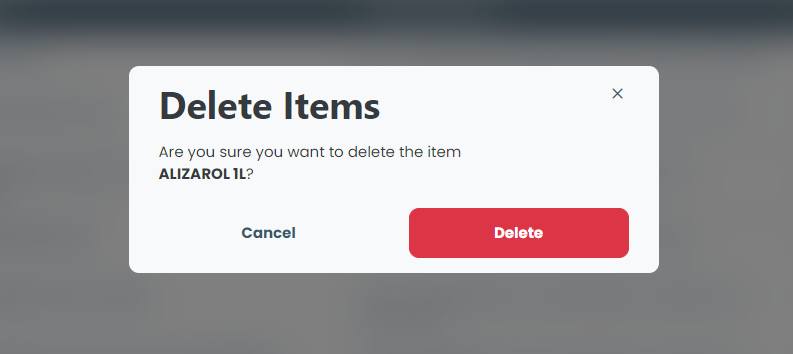 Delete Items
Are you sure you want to delete the item
ALIZAROL 1L?
Cancel
Delete